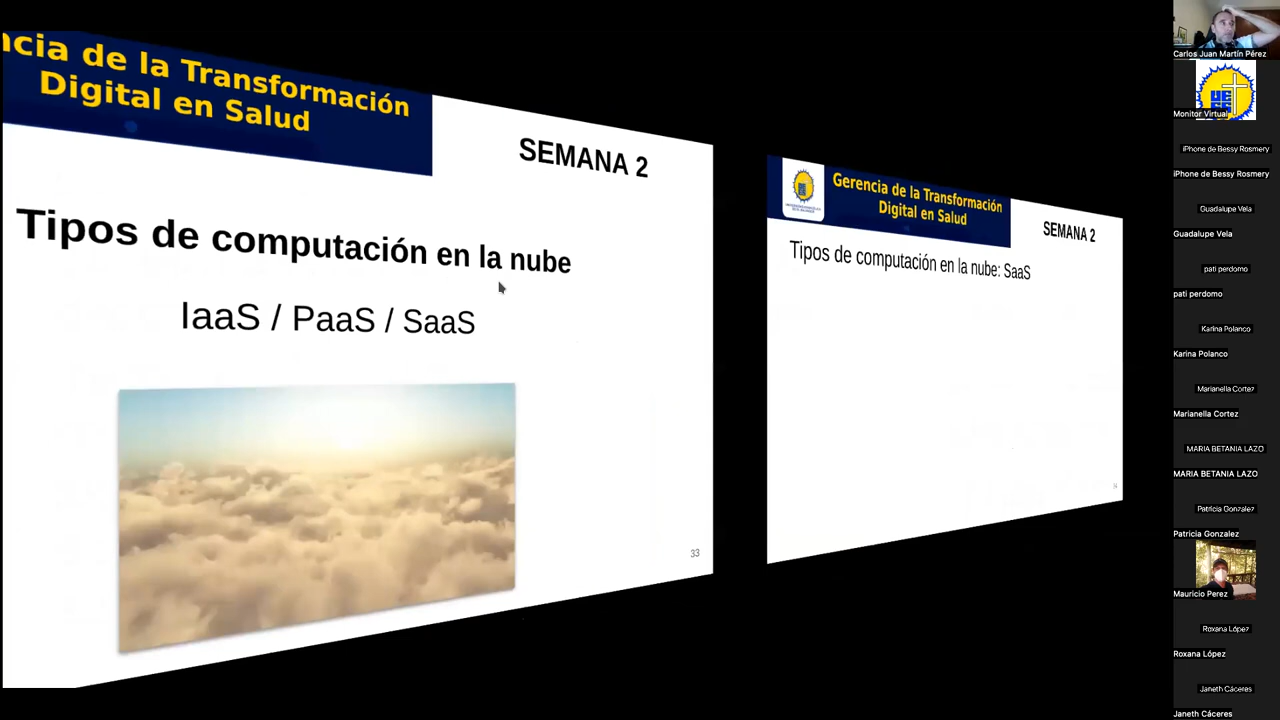 ncia de la Transformación
Digital en Salud
SEMANA 2
Tipos de computación en la nube
IaaS / PaaS / SaaS
33
Gerencia de la Transformación
Digital en Salud
SEMANA 2
Tipos de computación en la nube: SaaS
Carlos Juan Martín Pérez
Monitor Virtual
iPhone de Bessy Rosmery
iPhone de Bessy Rosmery
Guadalupe Vela
Guadalupe Vela
pati perdomo
pati perdomo
Karina Polanco
Karina Polanco
Marianella Cortez
Marianella Cortez
MARIA BETANIA LAZO
MARIA BETANIA LAZO
Patricia Gonzalez
Patricia Gonzalez
Mauricio Perez
Roxana López
Roxana López
Janeth Cáceres
Janeth Cáceres